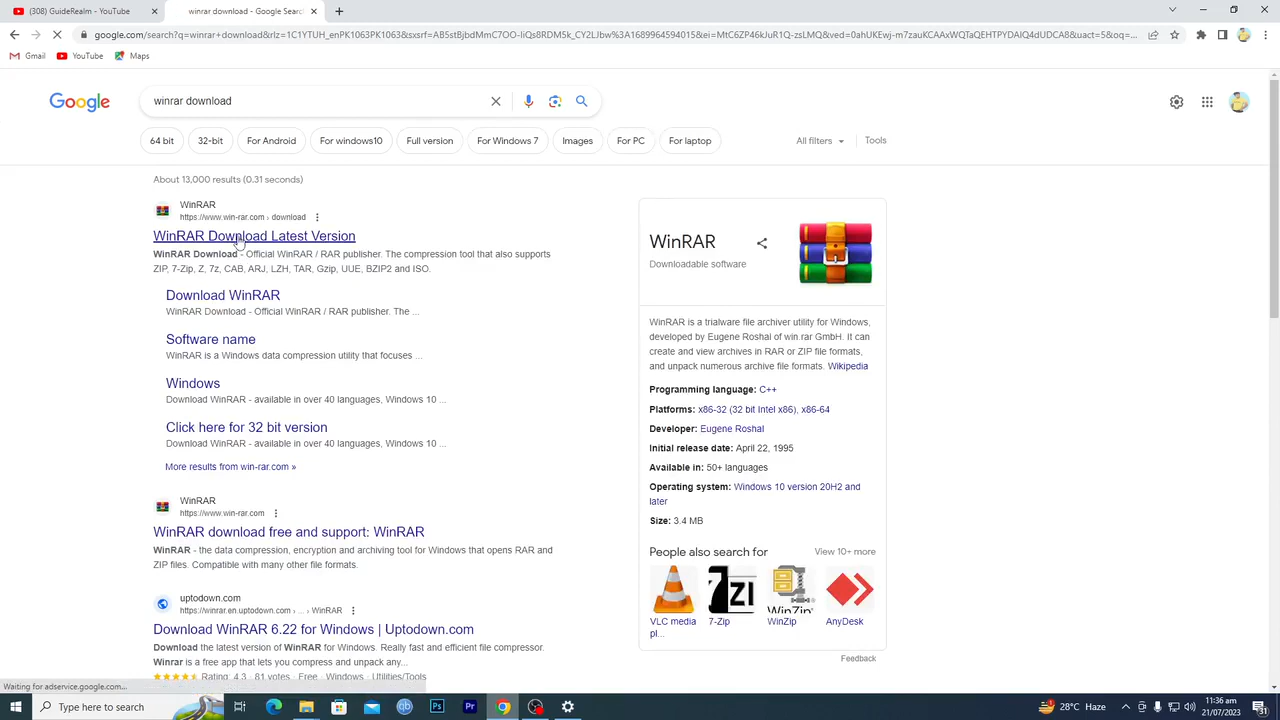 (308) GuideRealm - YouTube
winrar download - Google Search
google.com/search?q=winrar+download&rlz=1C1YTUH_enPK1063PK1063&sxsrf=AB5stBjbdMmC7OO-IiQs8RDM5k_CY2LJbw%3A1689964594015&ei=MtC6ZP46kJuR1Q-zsLMQ&ved=0ahUKEwj-m7zauKCAAxWQTaQEHTPYDAIQ4dUDCA8&uact=5&oq=...
Gmail
YouTube
Maps
Google
winrar download
64 bit
32-bit
For Android
For windows10
Full version
For Windows 7
Images
For PC
For laptop
All filters
Tools
About 13,000 results (0.31 seconds)
WinRAR
https://www.win-rar.com › download
WinRAR Download Latest Version
WinRAR Download - Official WinRAR / RAR publisher. The compression tool that also supports
ZIP, 7-Zip, Z, 7z, CAB, ARJ, LZH, TAR, Gzip, UUE, BZIP2 and ISO.
Download WinRAR
WinRAR Download - Official WinRAR / RAR publisher. The ...
Software name
WinRAR is a Windows data compression utility that focuses ...
Windows
Download WinRAR - available in over 40 languages, Windows 10 ...
Click here for 32 bit version
Download WinRAR - available in over 40 languages, Windows 10 ...
More results from win-rar.com »
WinRAR
https://www.win-rar.com
WinRAR download free and support: WinRAR
WinRAR - the data compression, encryption and archiving tool for Windows that opens RAR and
ZIP files. Compatible with many other file formats.
uptodown.com
https://winrar.en.uptodown.com › ... › WinRAR
Download WinRAR 6.22 for Windows | Uptodown.com
Download the latest version of WinRAR for Windows. Really fast and efficient file compressor.
Winrar is a free app that lets you compress and unpack any...
Rating 4.3 81 votes Free Windows Utilities/Tools
WinRAR
Downloadable software
WinRAR is a trialware file archiver utility for Windows,
developed by Eugene Roshal of win.rar GmbH. It can
create and view archives in RAR or ZIP file formats,
and unpack numerous archive file formats. Wikipedia
Programming language: C++
Platforms: x86-32 (32 bit Intel x86), x86-64
Developer: Eugene Roshal
Initial release date: April 22, 1995
Available in: 50+ languages
Operating system: Windows 10 version 20H2 and
later
Size: 3.4 MB
People also search for
View 10+ more
7ZI
WinZip
VLC media
pl...
7-Zip
WinZip
AnyDesk
Feedback
Waiting for adservice.google.com...
Type here to search
Ps
Pr
28°C Haze
11:36 am
21/07/2023